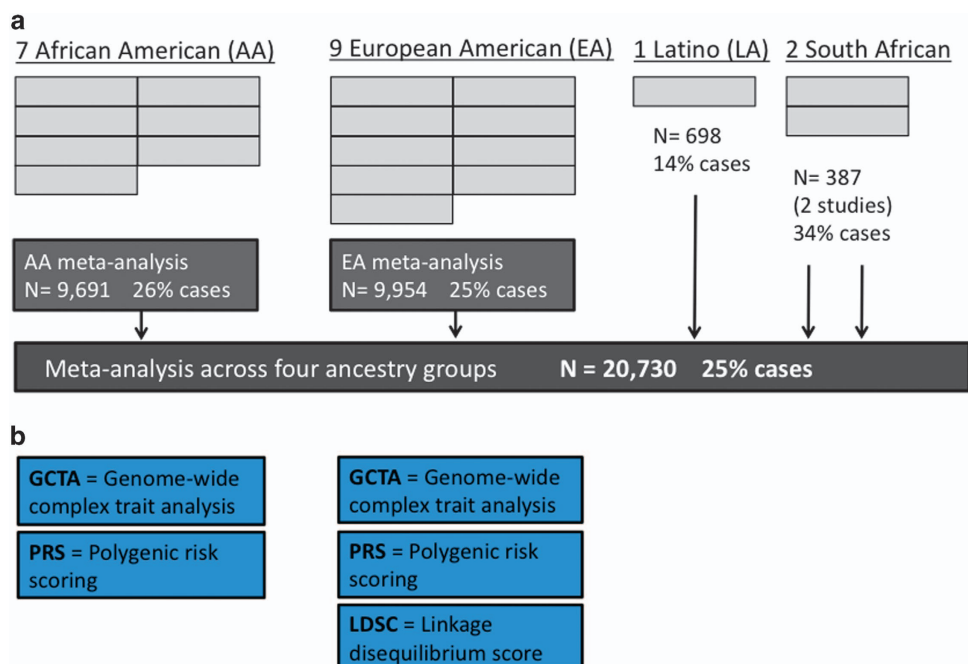 a
7 African American (AA)
9 European American (EA)
1 Latino (LA)
2 South African
N= 698
14% cases
N= 387
(2 studies)
34% cases
AA meta-analysis
N= 9,691 26% cases
EA meta-analysis
N= 9,954 25% cases
Meta-analysis across four ancestry groups N = 20,730 25% cases
b
GCTA = Genome-wide
complex trait analysis
PRS = Polygenic risk
scoring
GCTA = Genome-wide
complex trait analysis
PRS = Polygenic risk
scoring
LDSC = Linkage
disequilibrium score